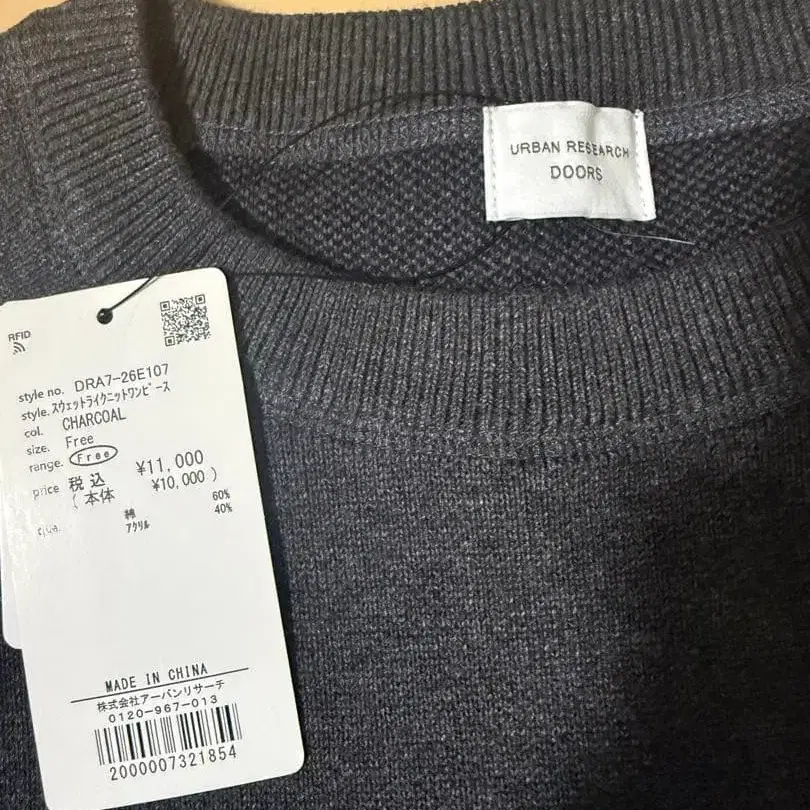 URBAN RESEARCH
DOORS
RFID
style no. DRA7-26E107
style. スウェットライクニットワンピース
col. CHARCOAL
size. Free
range. Free
price 税込 ¥11,000
(本体 ¥10,000 )
qua. 綿 60%
アクリル 40%
MADE IN CHINA
株式会社アーバンリサーチ
0120-967-013
2000007321854